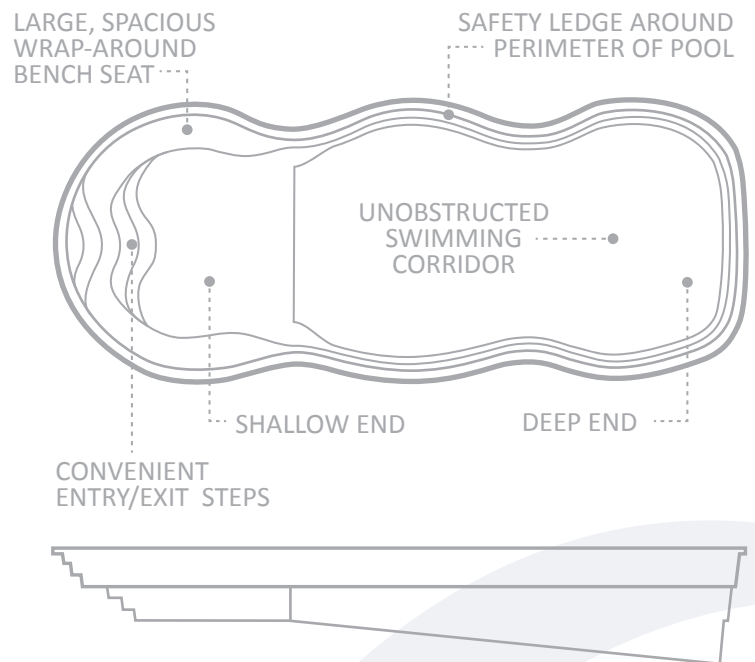 LARGE, SPACIOUS
WRAP-AROUND
BENCH SEAT
SAFETY LEDGE AROUND
PERIMETER OF POOL
UNOBSTRUCTED
SWIMMING
CORRIDOR
SHALLOW END
DEEP END
CONVENIENT
ENTRY/EXIT STEPS